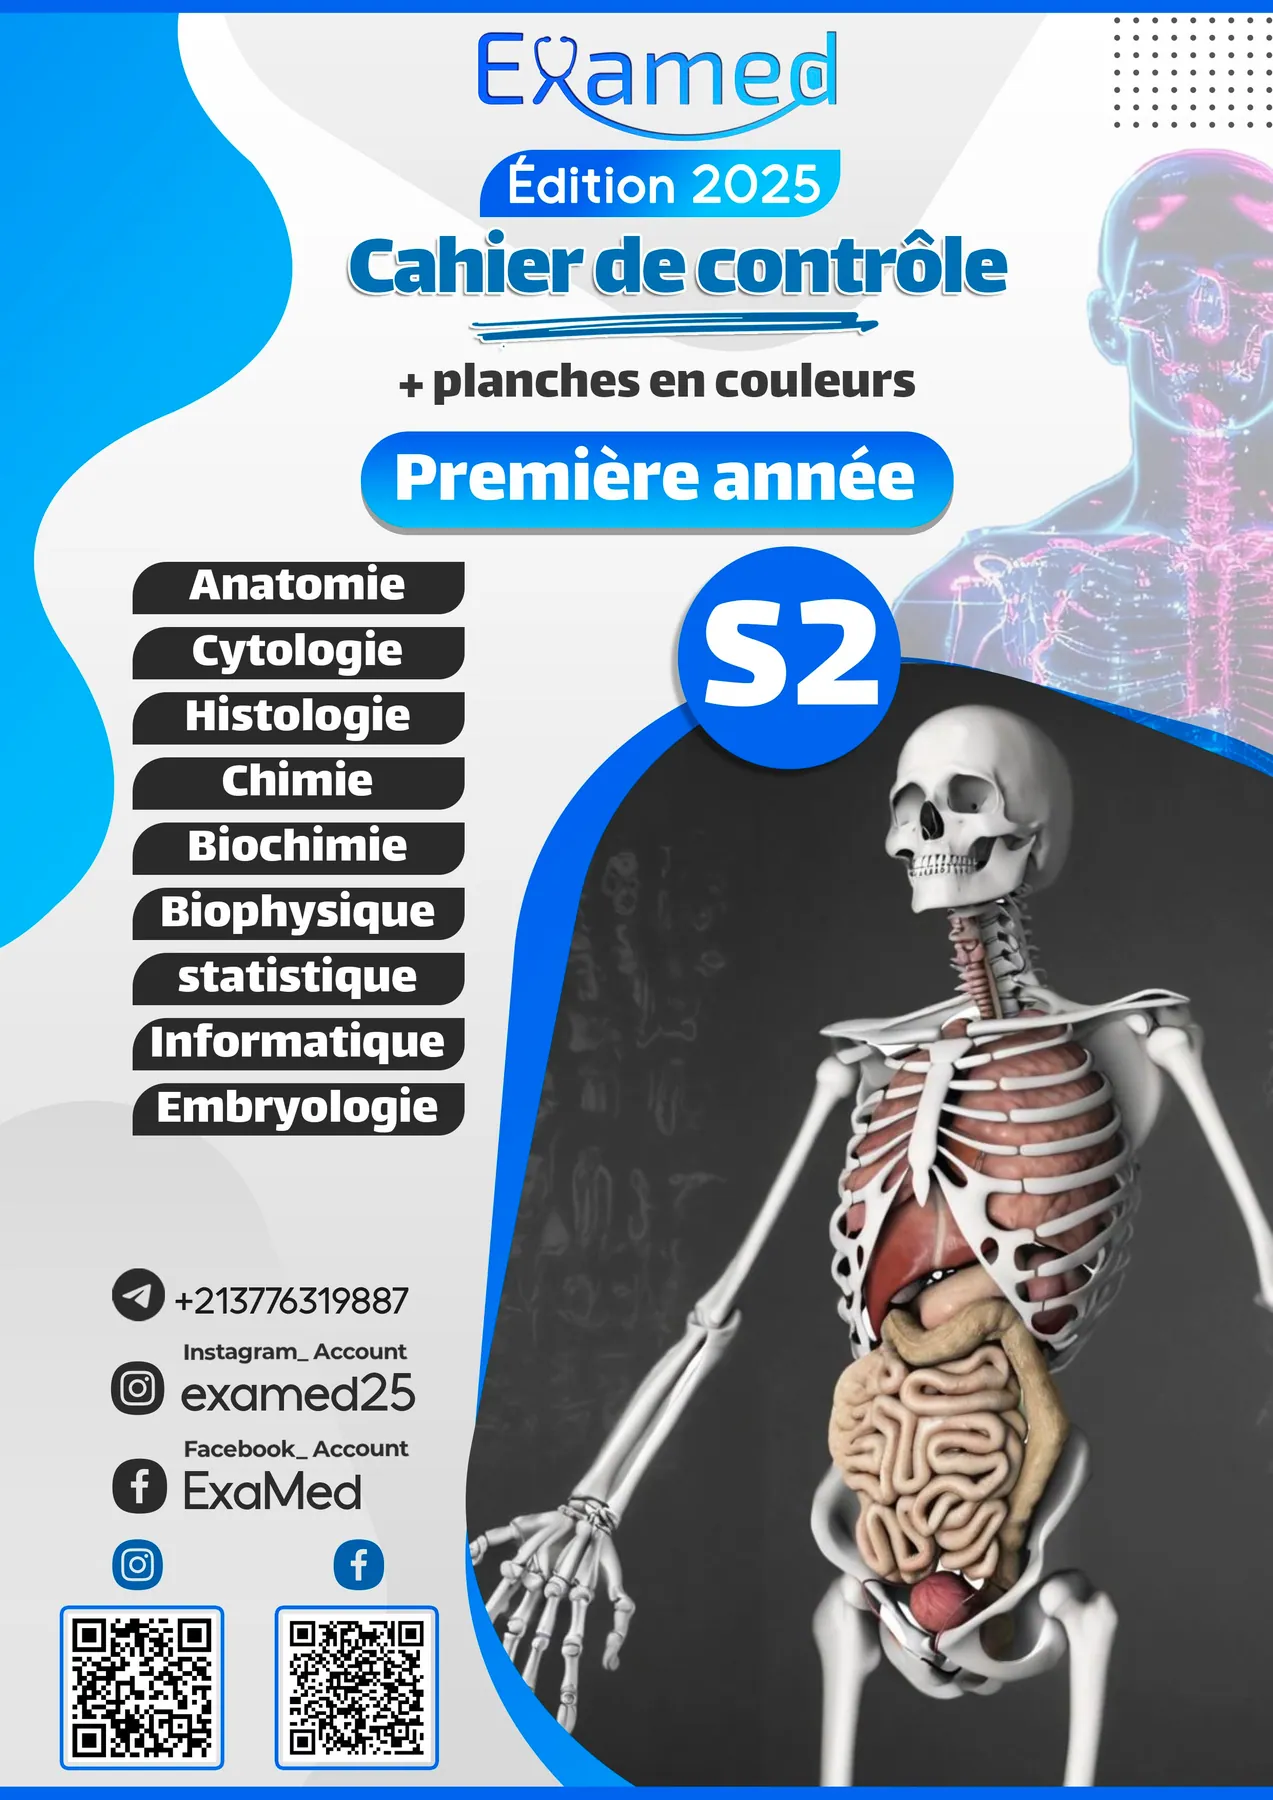 Examed
Édition 2025
Cahier de contrôle
+ planches en couleurs
Première année
S2
Anatomie
Cytologie
Histologie
Chimie
Biochimie
Biophysique
statistique
Informatique
Embryologie
+213776319887
Instagram_ Account
examed25
Facebook_ Account
ExaMed